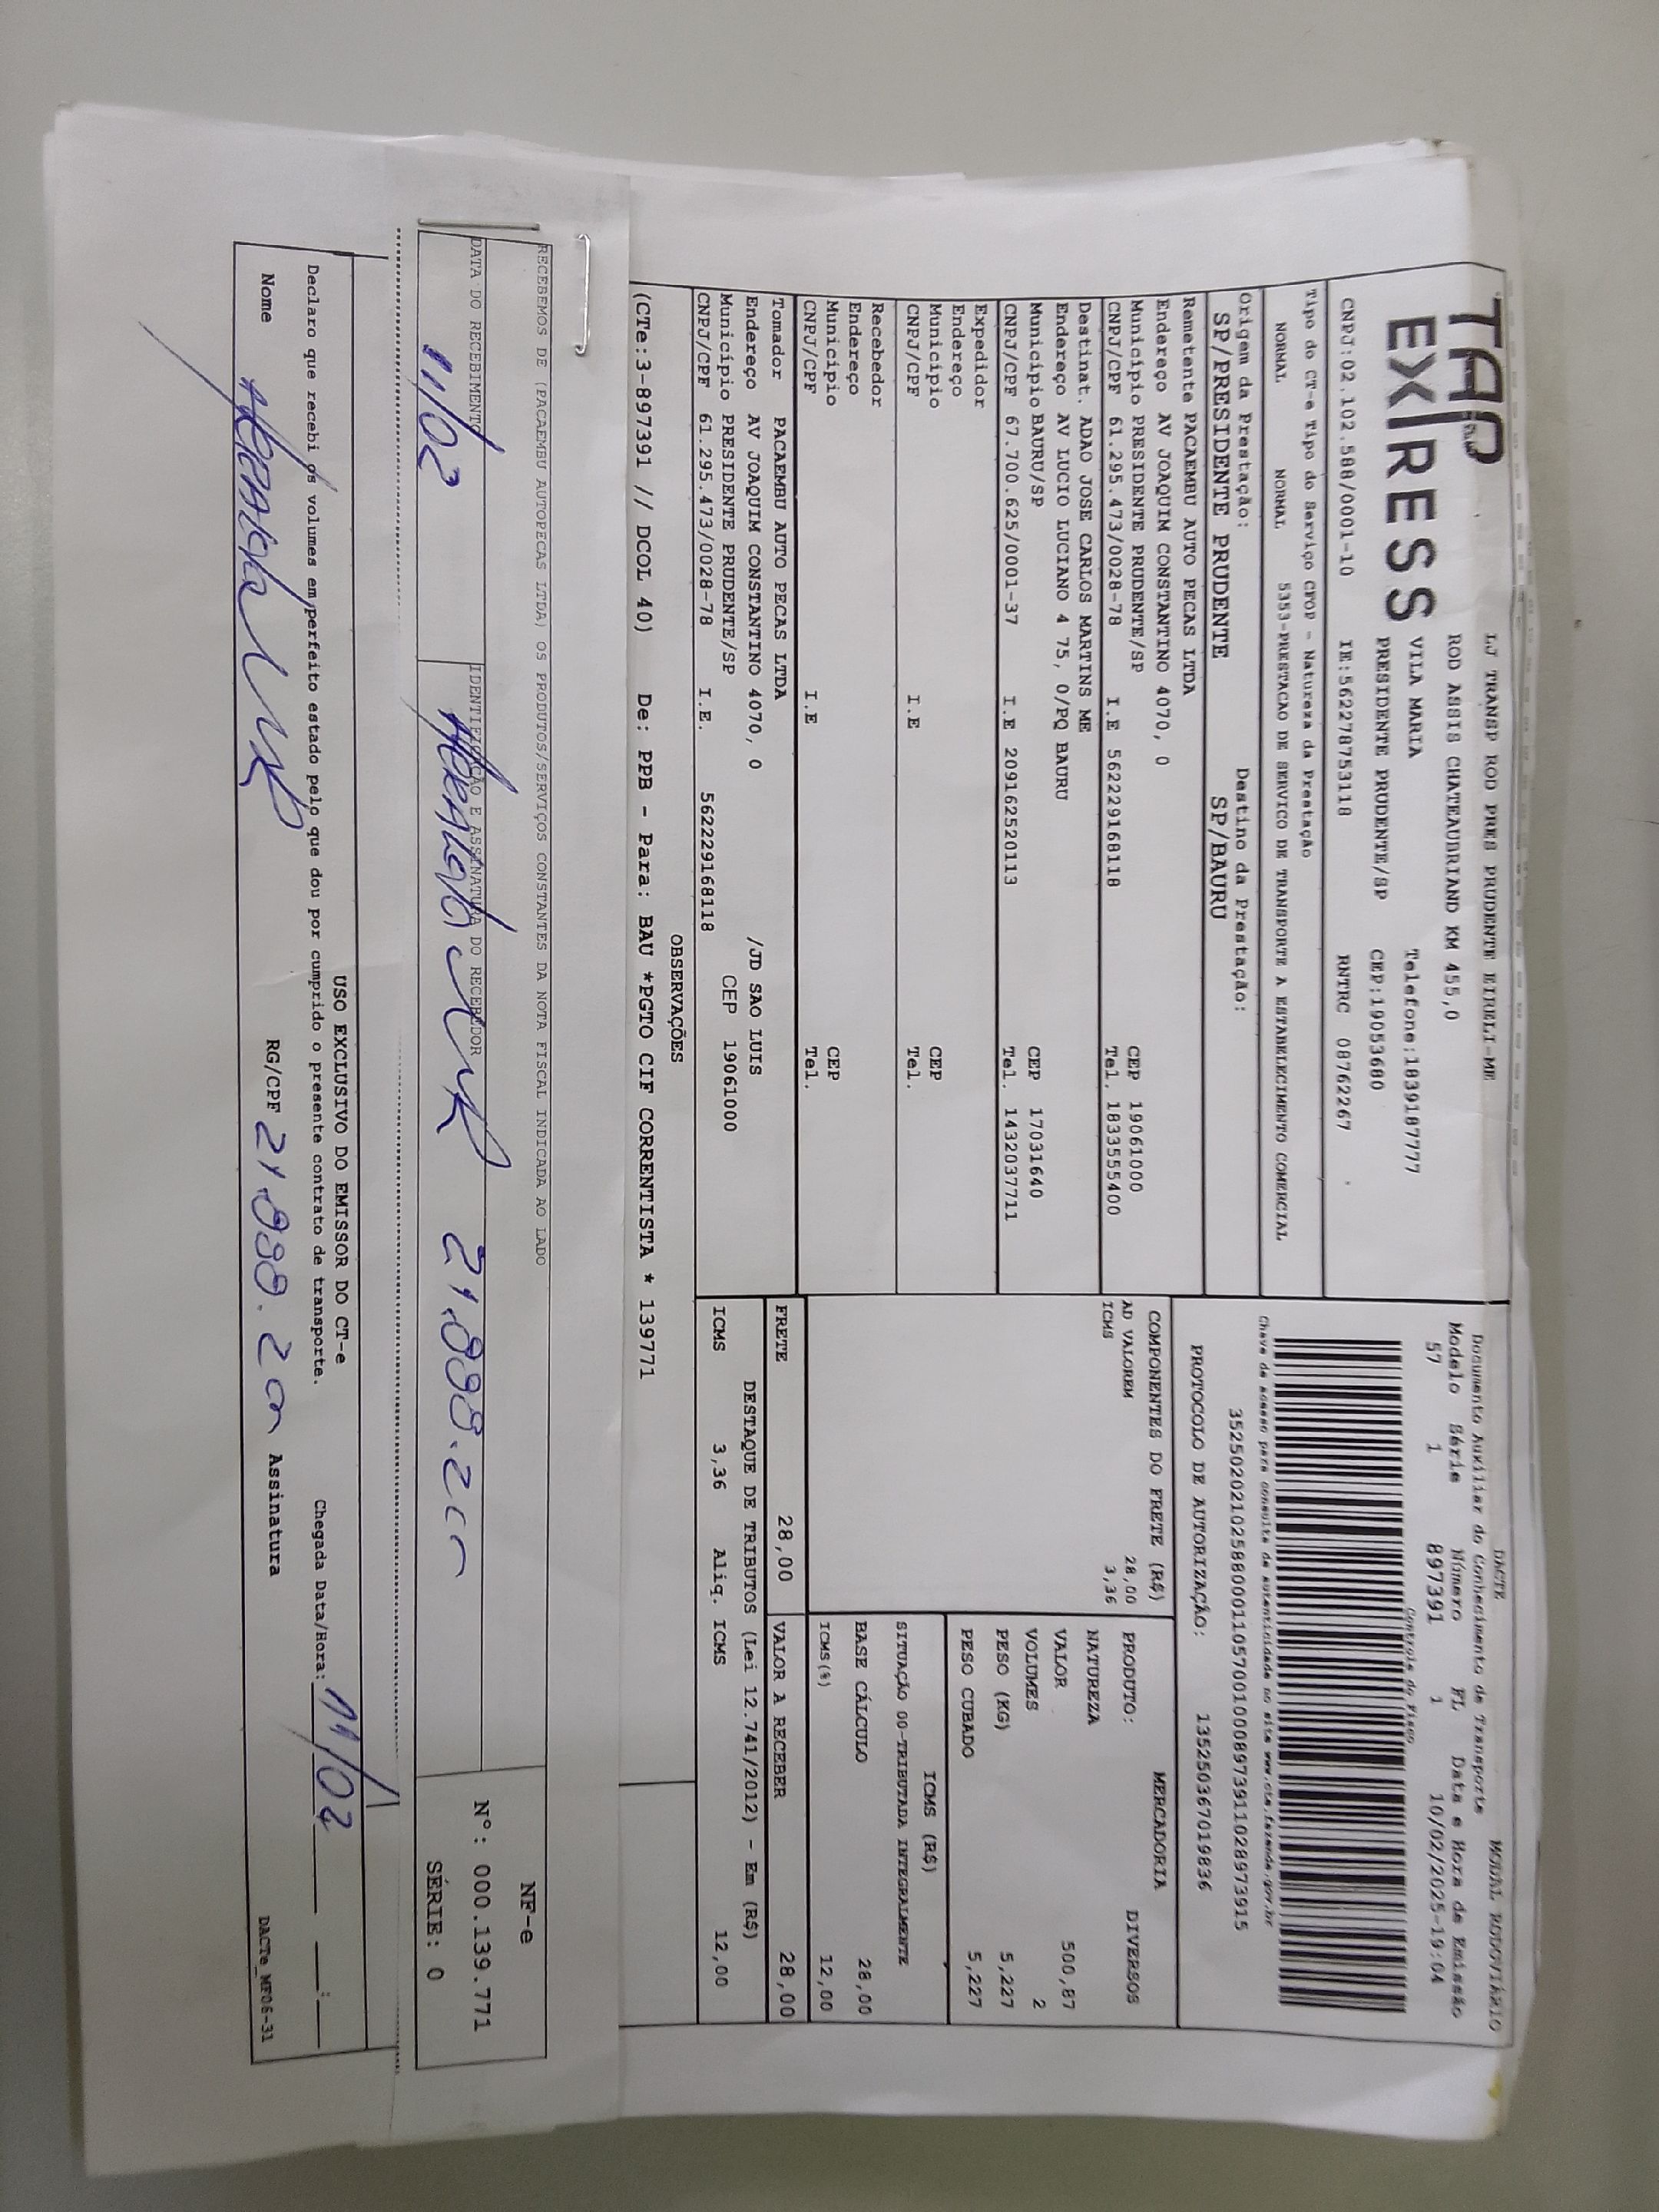 TAP
EXPRESS
LJ TRANSP ROD PRES PRUDENTE EIRELI-ME
ROD ASSIS CHATEAUBRIAND KM 455,0
VILA MARIA Telefone:1839187777
PRESIDENTE PRUDENTE/SP CEP:19053680
CNPJ:02.102.588/0001-10 IE:562278753118 RNTRC 08762267
Tipo do CT-e Tipo do Serviço CFOP - Natureza da Prestação
NORMAL NORMAL 5353-PRESTACAO DE SERVICO DE TRANSPORTE A ESTABELECIMENTO COMERCIAL
Origem da Prestação: Destino da Prestação:
SP/PRESIDENTE PRUDENTE SP/BAURU
Remetente PACAEMBU AUTO PECAS LTDA
Endereço AV JOAQUIM CONSTANTINO 4070, 0
Município PRESIDENTE PRUDENTE/SP CEP 19061000
CNPJ/CPF 61.295.473/0028-78 I.E 562229168118 Tel. 1833555400
Destinat. ADAO JOSE CARLOS MARTINS ME
Endereço AV LUCIO LUCIANO 4 75, 0/PQ BAURU
Município BAURU/SP CEP 17031640
CNPJ/CPF 67.700.625/0001-37 I.E 209162520113 Tel. 1432037711
Expedidor
Endereço
Município CEP
CNPJ/CPF I.E Tel.
Recebedor
Endereço
Município CEP
CNPJ/CPF I.E Tel.
Tomador PACAEMBU AUTO PECAS LTDA
Endereço AV JOAQUIM CONSTANTINO 4070, 0 /JD SAO LUIS
Município PRESIDENTE PRUDENTE/SP CEP 19061000
CNPJ/CPF 61.295.473/0028-78 I.E. 562229168118
DACTE MODAL RODOVIÁRIO
Documento Auxiliar do Conhecimento de Transporte
Modelo Série Número FL Data e Hora de Emissão
57 1 897391 1 10/02/2025-19:04
Controle do Fisco
Chave de acesso para consulta de autenticidade no site www.cte.fazenda.gov.br
35250202102588000110570010008973911028973915
PROTOCOLO DE AUTORIZAÇÃO: 135250367019836
COMPONENTES DO FRETE (R$)
AD VALOREM 28,00
ICMS 3,36
MERCADORIA
PRODUTO: DIVERSOS
NATUREZA
VALOR 500,87
VOLUMES 2
PESO (KG) 5,227
PESO CUBADO 5,227
ICMS (R$)
SITUAÇÃO 00-TRIBUTADA INTEGRALMENTE
BASE CÁLCULO 28,00
ICMS(%) 12,00
FRETE 28,00 VALOR A RECEBER 28,00
DESTAQUE DE TRIBUTOS (Lei 12.741/2012) - Em (R$)
ICMS 3,36 Aliq. ICMS 12,00
OBSERVAÇÕES
(CTe:3-897391 // DCOL 40) De: PPB - Para: BAU *PGTO CIF CORRENTISTA * 139771
RECEBEMOS DE (PACAEMBU AUTOPECAS LTDA) OS PRODUTOS/SERVIÇOS CONSTANTES DA NOTA FISCAL INDICADA AO LADO
DATA DO RECEBIMENTO IDENTIFICAÇÃO E ASSINATURA DO RECEBEDOR
11/02
NF-e
N°: 000.139.771
SÉRIE: 0
USO EXCLUSIVO DO EMISSOR DO CT-e
Declaro que recebi os volumes em perfeito estado pelo que dou por cumprido o presente contrato de transporte. Chegada Data/Hora: 11/02
Nome RG/CPF Assinatura
DACTe_MF06-31